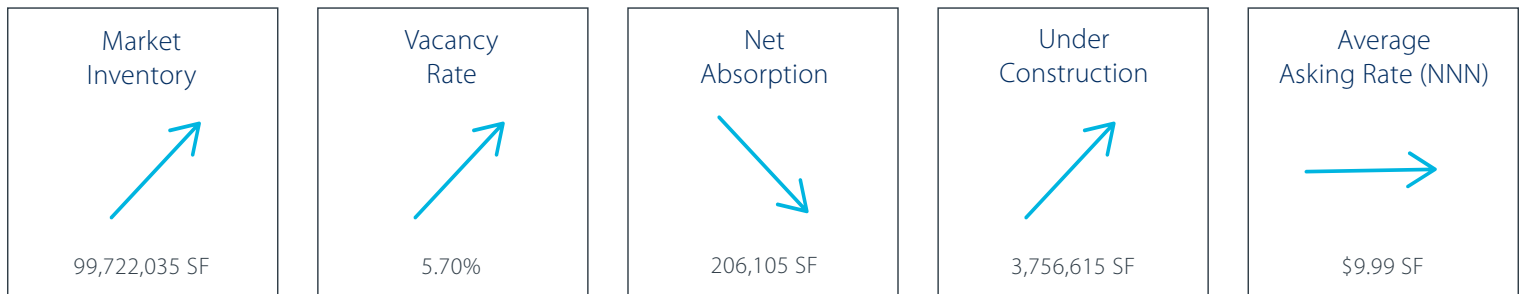 Market
Inventory
99,722,035 SF
Vacancy
Rate
5.70%
Net
Absorption
206,105 SF
Under
Construction
3,756,615 SF
Average
Asking Rate (NNN)
$9.99 SF